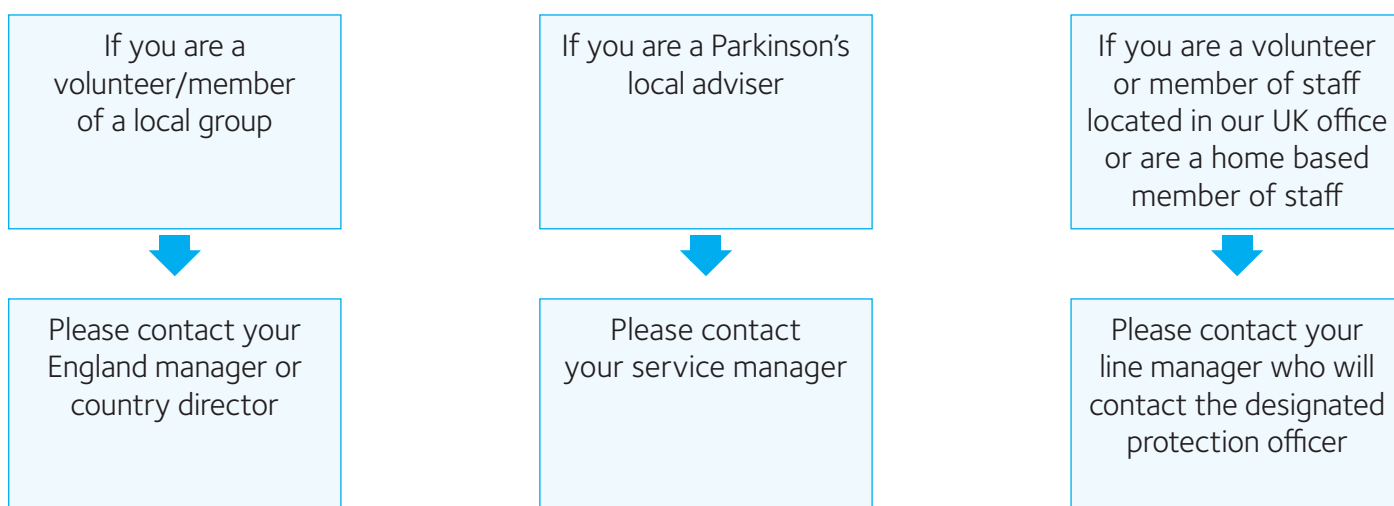 If you are a
volunteer/member
of a local group
Please contact your
England manager or
country director
If you are a Parkinson’s
local adviser
Please contact
your service manager
If you are a volunteer
or member of staff
located in our UK office
or are a home based
member of staff
Please contact your
line manager who will
contact the designated
protection officer